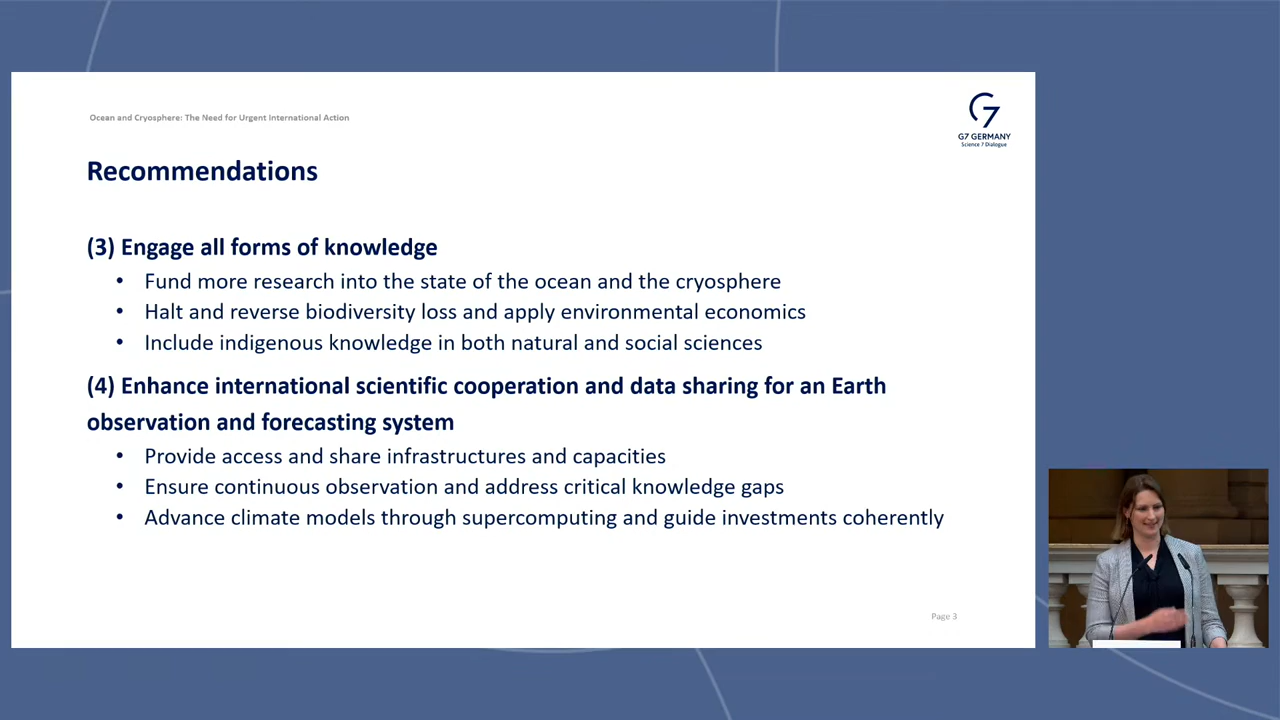 Ocean and Cryosphere: The Need for Urgent International Action
G7
G7 GERMANY
Science 7 Dialogue
Recommendations
(3) Engage all forms of knowledge
• Fund more research into the state of the ocean and the cryosphere
• Halt and reverse biodiversity loss and apply environmental economics
• Include indigenous knowledge in both natural and social sciences
(4) Enhance international scientific cooperation and data sharing for an Earth
observation and forecasting system
• Provide access and share infrastructures and capacities
• Ensure continuous observation and address critical knowledge gaps
• Advance climate models through supercomputing and guide investments coherently
Page 3